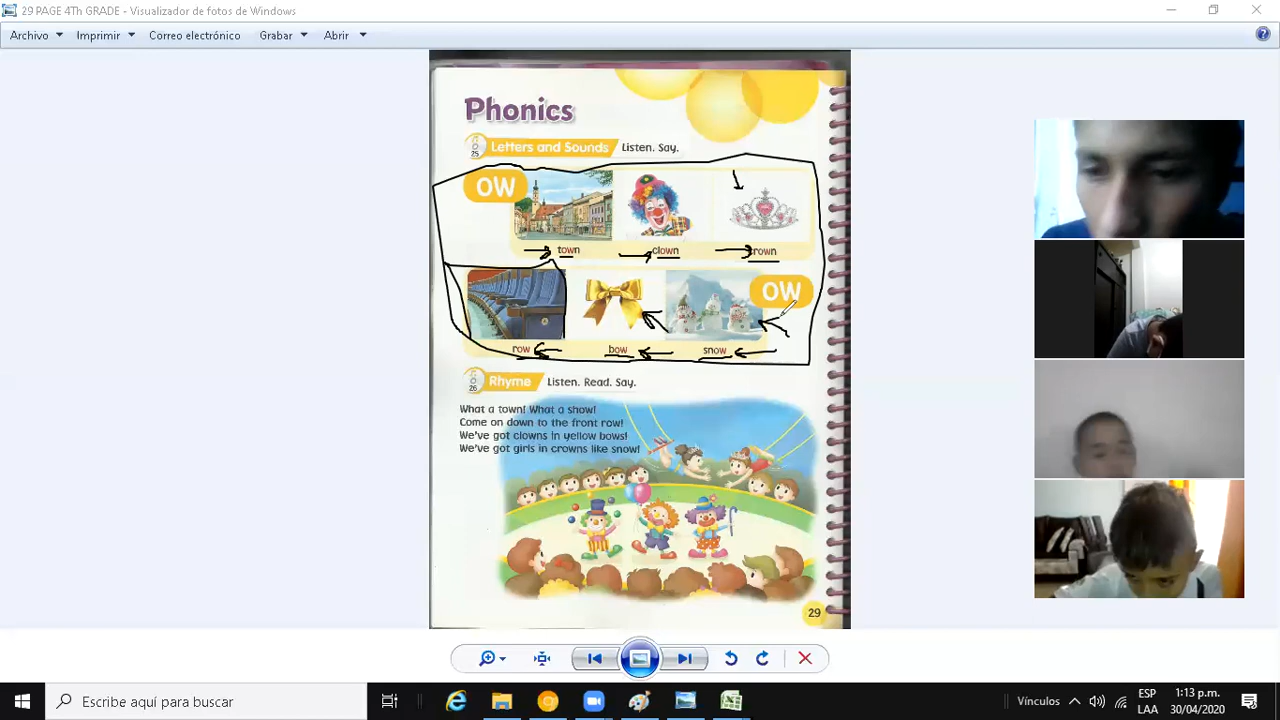 29 PAGE 4Th GRADE - Visualizador de fotos de Windows
Archivo Imprimir Correo electrónico Grabar Abrir
Phonics
25 Letters and Sounds Listen. Say.
OW
town clown crown
OW
row bow snow
26 Rhyme Listen. Read. Say.
What a town! What a show!
Come on down to the front row!
We've got clowns in yellow bows!
We've got girls in crowns like snow!
29
Escribe aquí para buscar
Vínculos
ESP
LAA
1:13 p.m.
30/04/2020